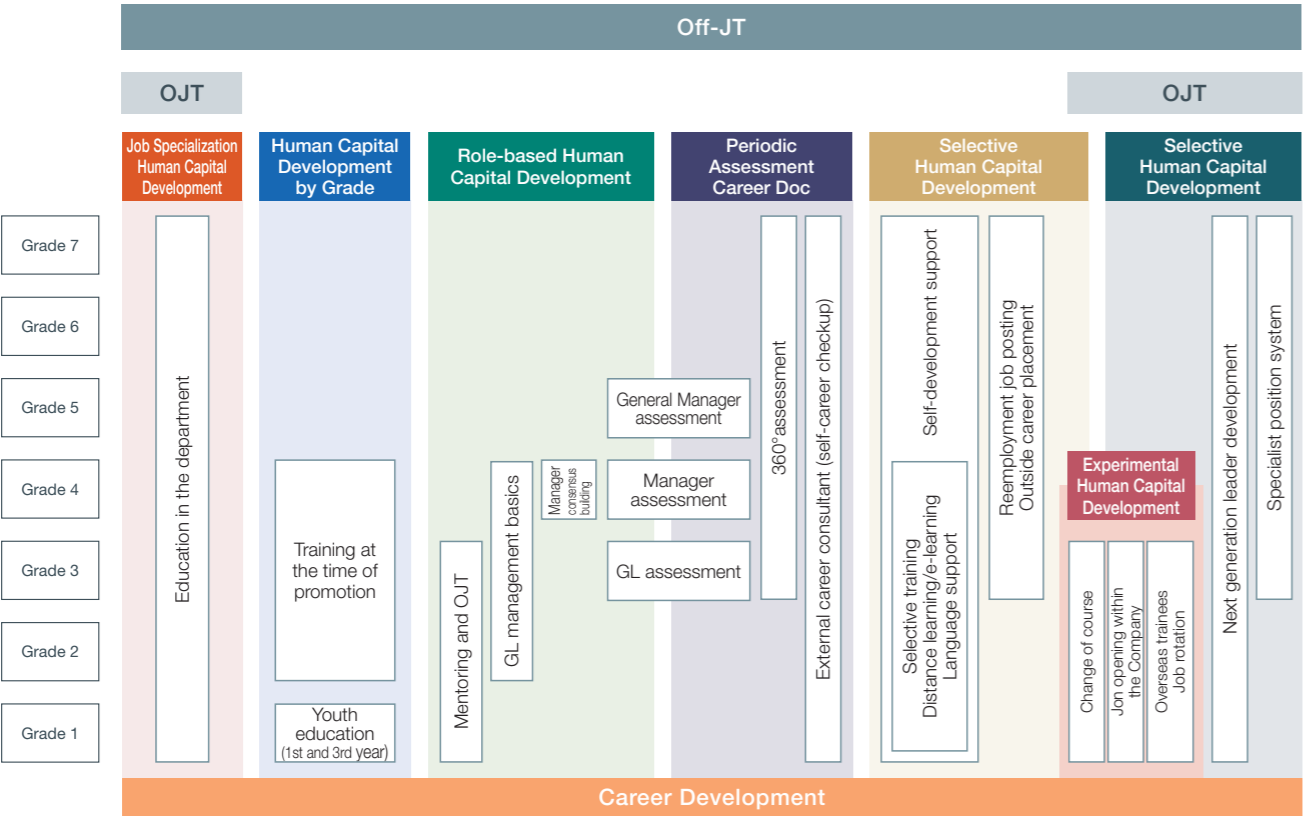 Off-JT
OJT
OJT
Job Specialization
Human Capital
Development
Human Capital
Development
by Grade
Role-based Human
Capital Development
Periodic
Assessment
Career Doc
Selective
Human Capital
Development
Selective
Human Capital
Development
Grade 7
Grade 6
Grade 5
Grade 4
Grade 3
Grade 2
Grade 1
Education in the department
Training at
the time of
promotion
Youth
education
(1st and 3rd year)
Mentoring and OJT
GL management basics
Manager
consensus
building
General Manager
assessment
Manager
assessment
GL assessment
360°assessment
External career consultant (self-career checkup)
Self-development support
Selective training
Distance learning/e-learning
Language support
Reemployment job posting
Outside career placement
Experimental
Human Capital
Development
Change of course
Jon opening within
the Company
Overseas trainees
Job rotation
Next generation leader development
Specialist position system
Career Development